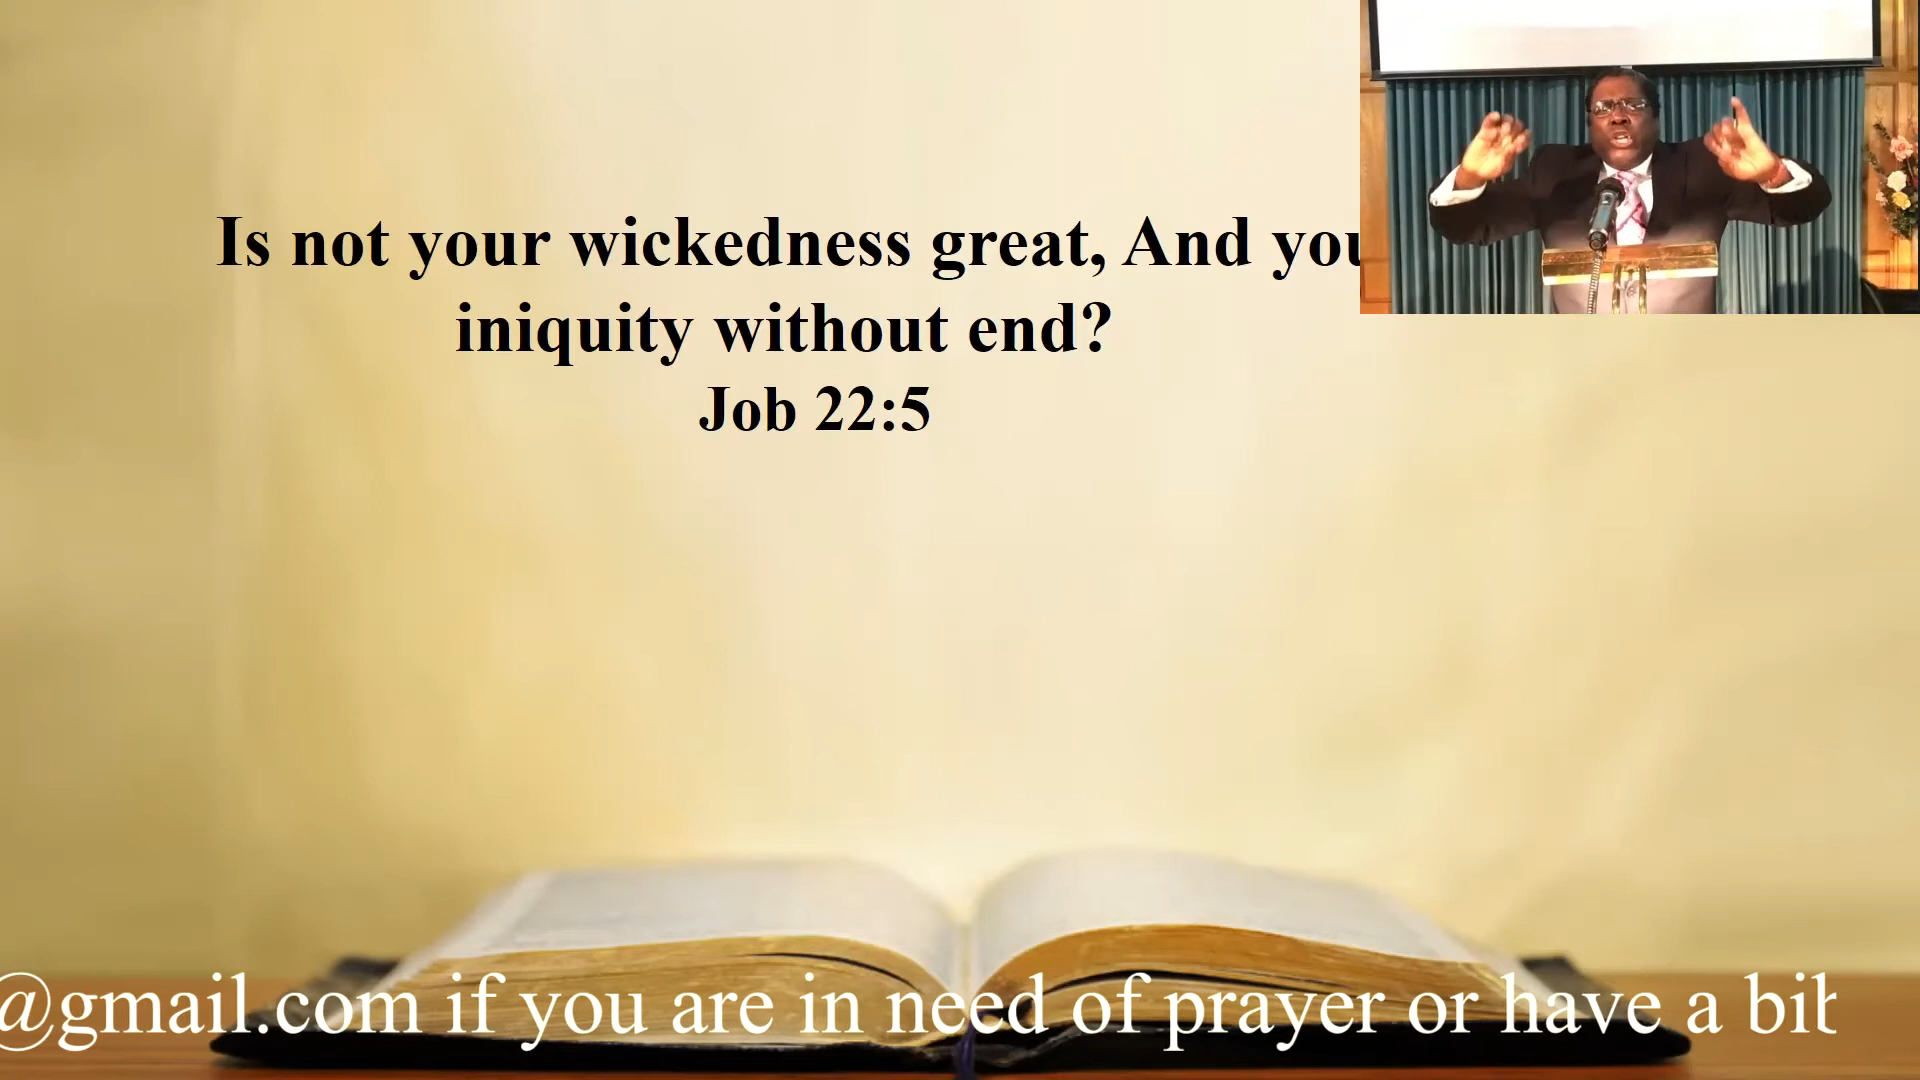 Is not your wickedness great, And you
iniquity without end?
Job 22:5
@gmail.com if you are in need of prayer or have a bib